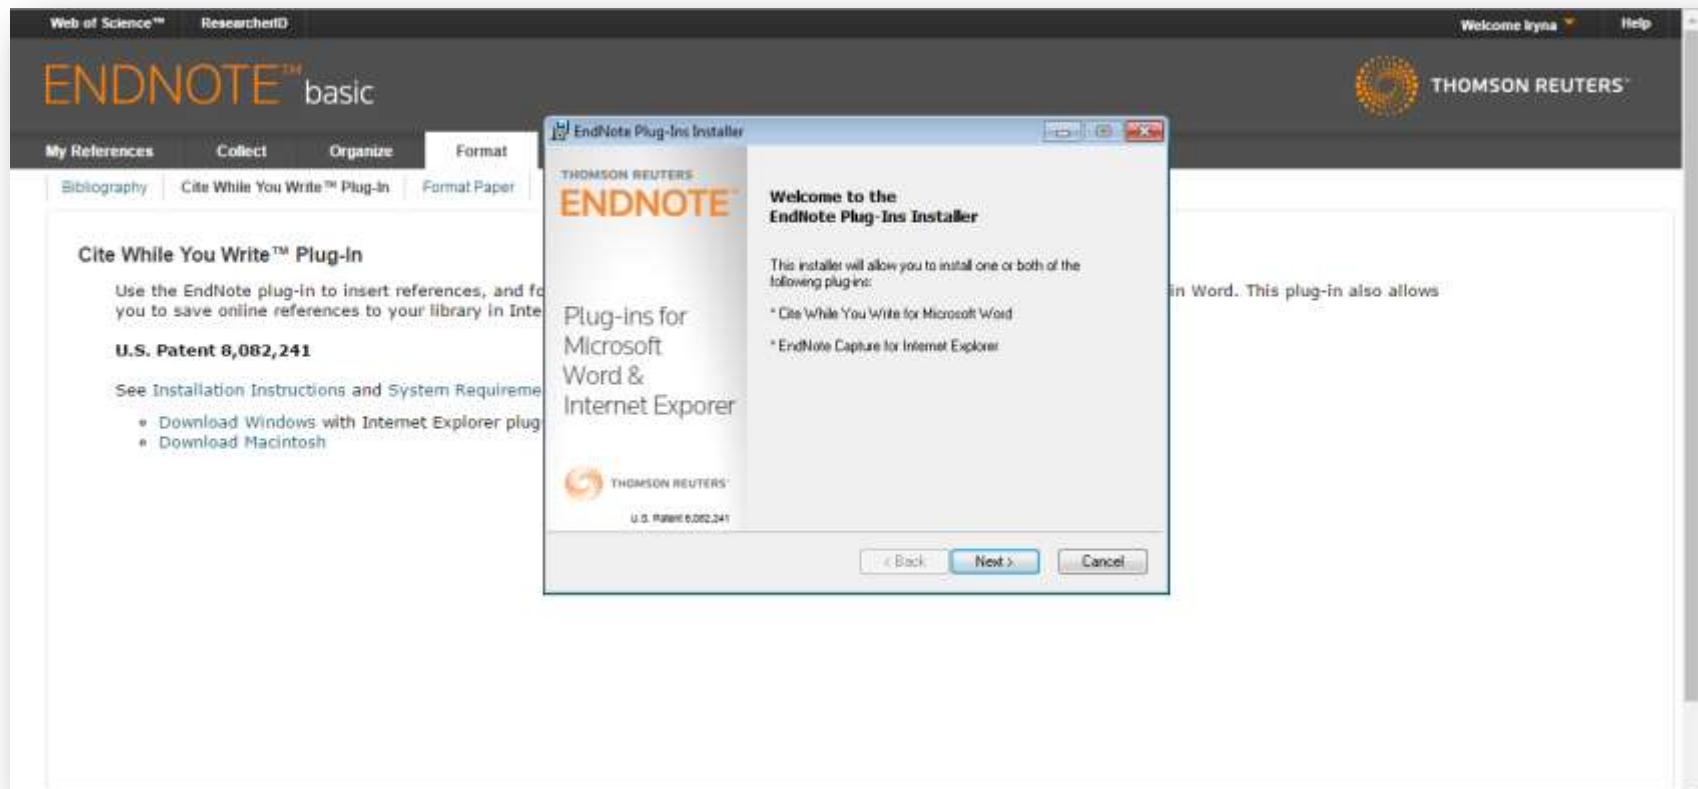 Web of Science™ ResearcherID Welcome Iryna Help
ENDNOTE™ basic
THOMSON REUTERS™
My References Collect Organize Format
Bibliography Cite While You Write™ Plug-In Format Paper
Cite While You Write™ Plug-In
Use the EndNote plug-in to insert references, and fo in Word. This plug-in also allows
you to save online references to your library in Inte
U.S. Patent 8,082,241
See Installation Instructions and System Requireme
Download Windows with Internet Explorer plug
Download Macintosh
EndNote Plug-Ins Installer
THOMSON REUTERS
ENDNOTE™
Plug-ins for
Microsoft
Word &
Internet Exporer
THOMSON REUTERS™
U.S. Patent 8,082,241
Welcome to the
EndNote Plug-Ins Installer
This installer will allow you to install one or both of the
following plug-ins:
* Cite While You Write for Microsoft Word
* EndNote Capture for Internet Explorer
< Back Next > Cancel